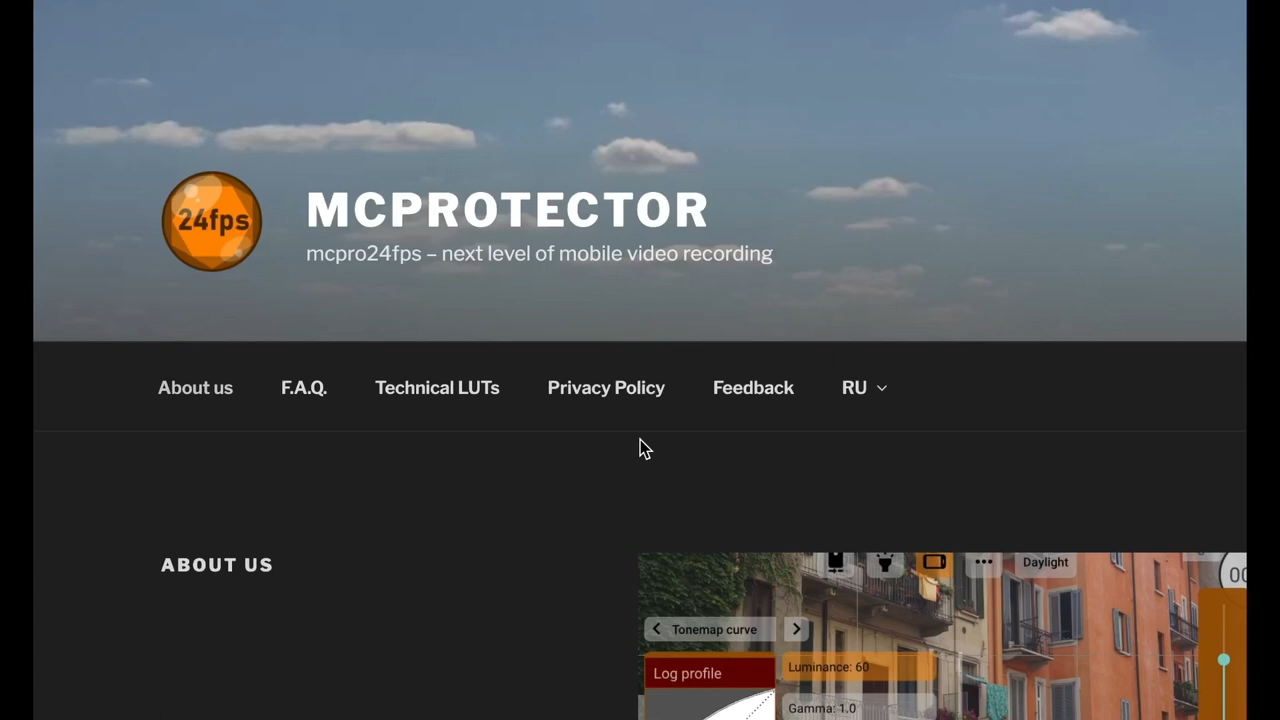 24fps
MCPROTECTOR
mcpro24fps – next level of mobile video recording
About us
F.A.Q.
Technical LUTs
Privacy Policy
Feedback
RU
ABOUT US
Daylight
00
Tonemap curve
Log profile
Luminance: 60
Gamma: 1.0